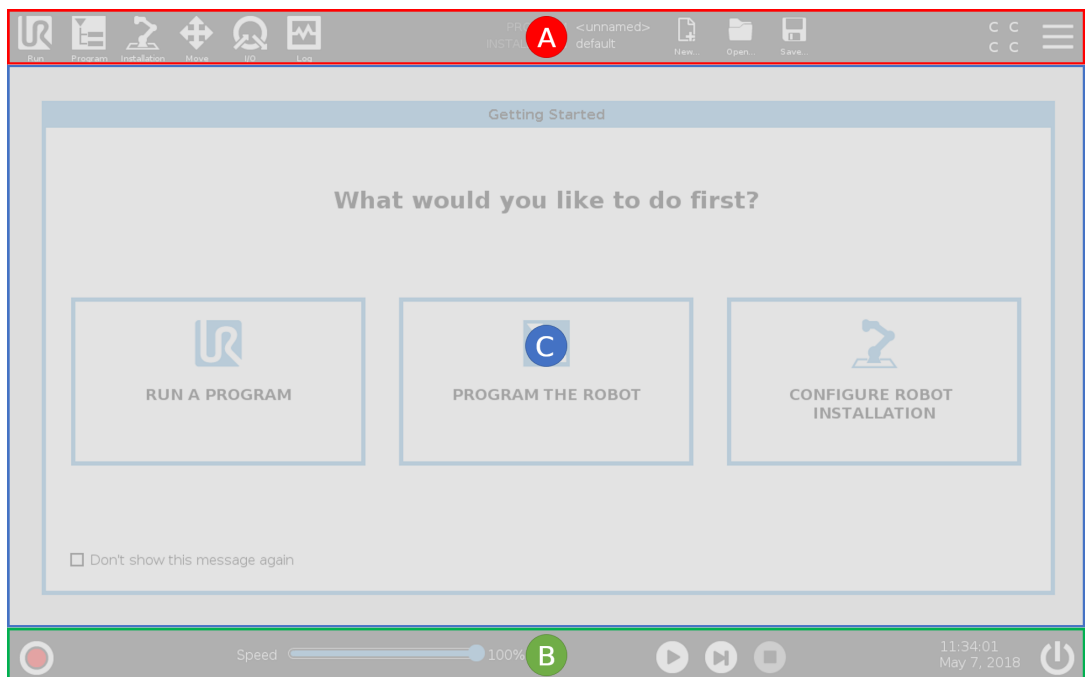 A
PR <unnamed>
INSTAL default
C C
C C
Run Program Installation Move I/O Log New... Open... Save...
Getting Started
What would you like to do first?
C
RUN A PROGRAM
PROGRAM THE ROBOT
CONFIGURE ROBOT
INSTALLATION
Don't show this message again
Speed 100% B
11:34:01
May 7, 2018